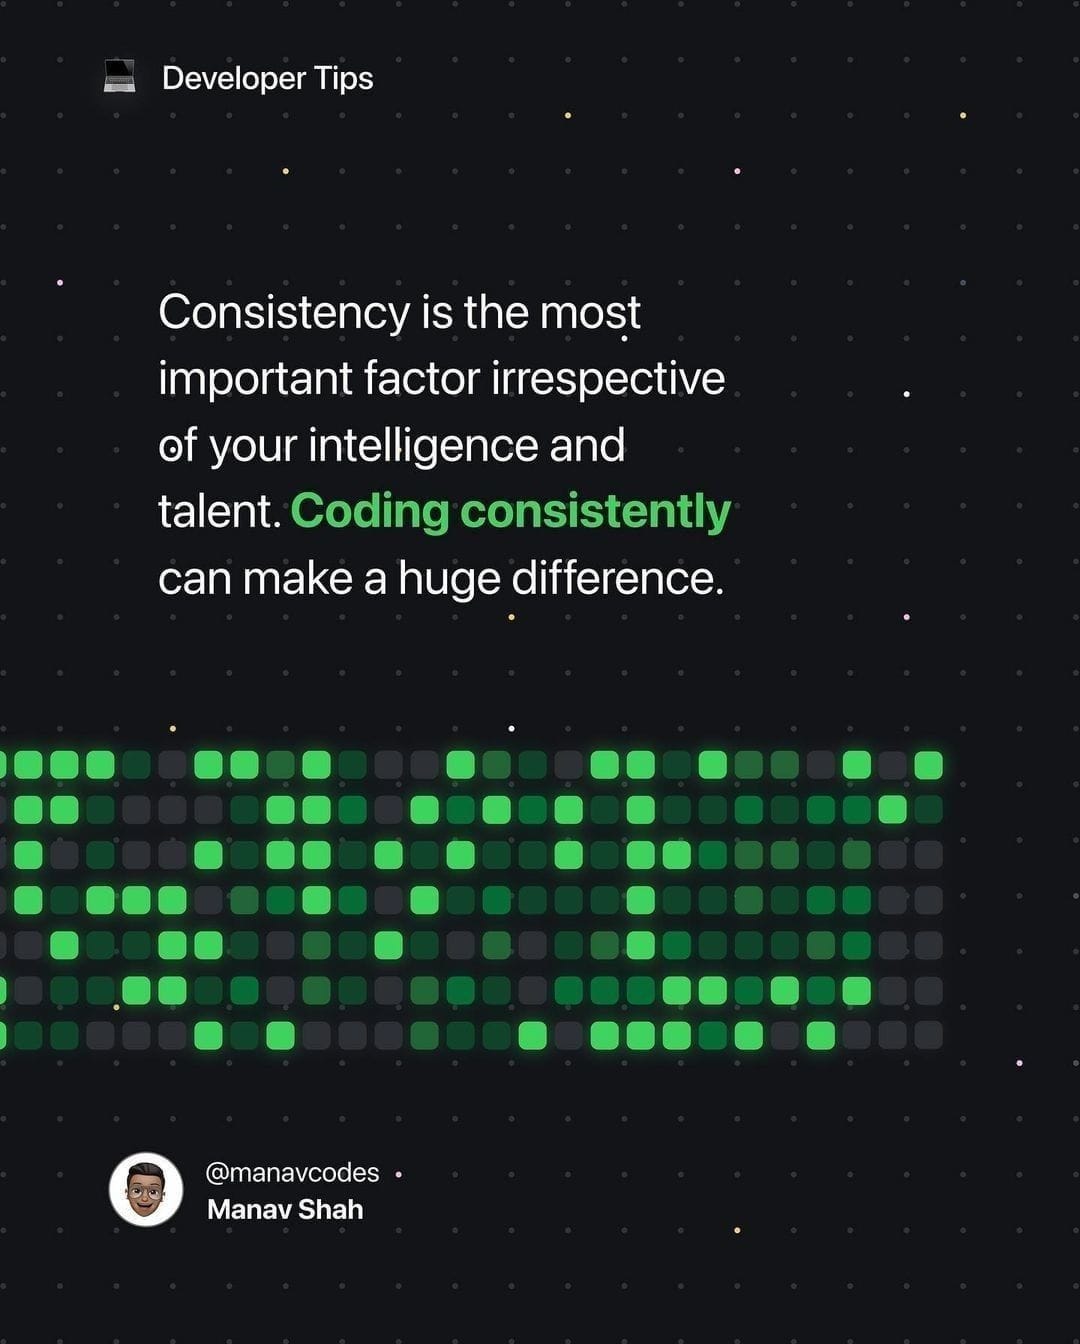 Developer Tips
Consistency is the most
important factor irrespective
of your intelligence and
talent. Coding consistently
can make a huge difference.
@manavcodes
Manav Shah